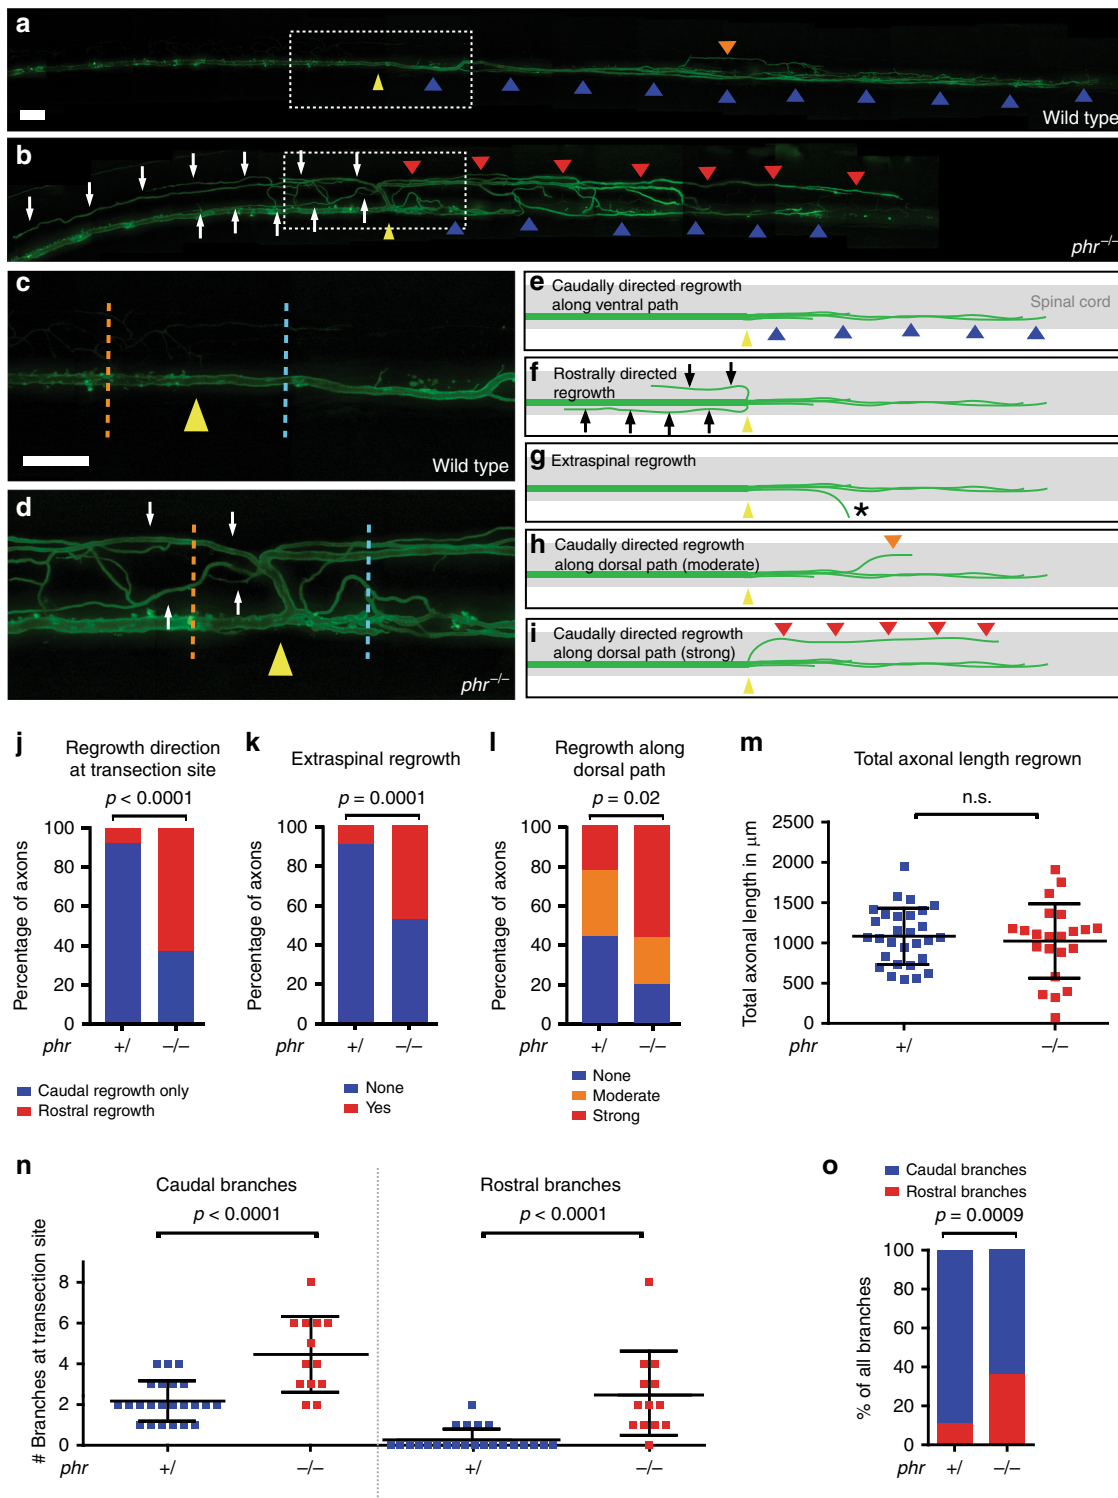 a
Wild type
b
phr−/−
c
Wild type
d
phr−/−
e
Caudally directed regrowth
along ventral path
Spinal cord
f
Rostrally directed
regrowth
g
Extraspinal regrowth
*
h
Caudally directed regrowth
along dorsal path (moderate)
i
Caudally directed regrowth
along dorsal path (strong)
j
Regrowth direction
at transection site
p < 0.0001
Percentage of axons
100
80
60
40
20
0
phr +/ −/−
Caudal regrowth only
Rostral regrowth
k
Extraspinal regrowth
p = 0.0001
Percentage of axons
100
80
60
40
20
0
phr +/ −/−
None
Yes
l
Regrowth along
dorsal path
p = 0.02
Percentage of axons
100
80
60
40
20
0
phr +/ −/−
None
Moderate
Strong
m
Total axonal length regrown
n.s.
Total axonal length in μm
2500
2000
1500
1000
500
0
phr +/ −/−
n
Caudal branches
p < 0.0001
Rostral branches
p < 0.0001
# Branches at transection site
8
6
4
2
0
phr +/ −/− +/ −/−
o
Caudal branches
Rostral branches
p = 0.0009
% of all branches
100
80
60
40
20
0
phr +/ −/−